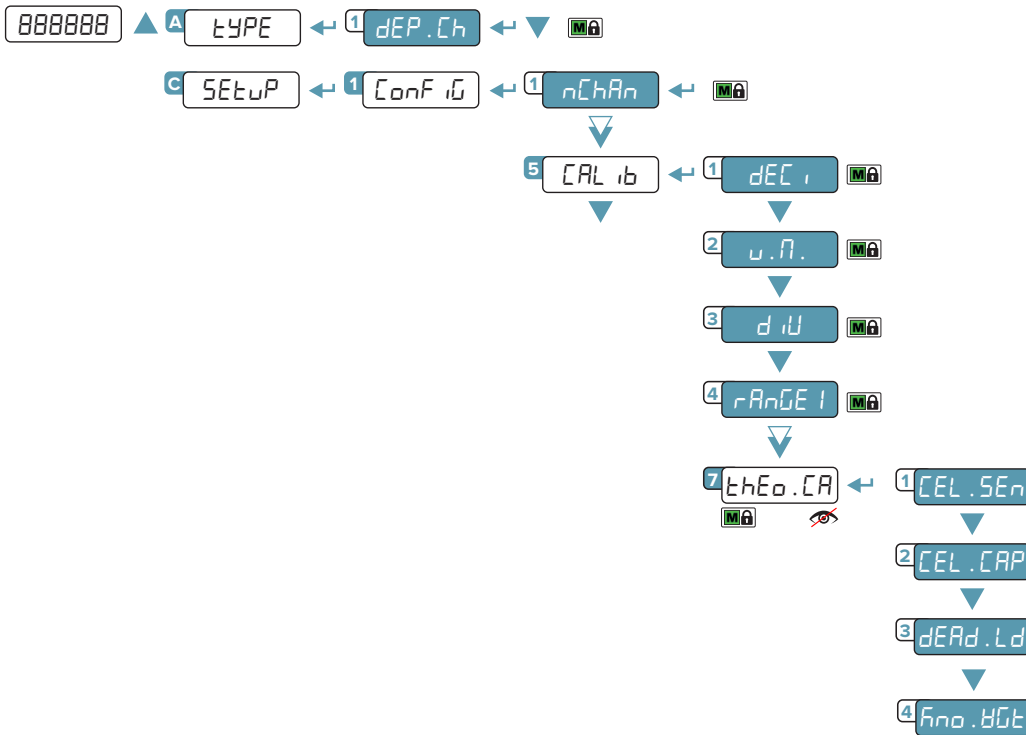 888888 A tYPE 1 dEP.Ch M
C SEtuP 1 ConFiG 1 nChAn M
5 CALib 1 dECi M
2 u.M. M
3 diV M
4 rAnGE1 M
7 thEo.CA 1 CEL.SEn
M
2 CEL.CAP
3 dEAd.Ld
4 kno.WGt